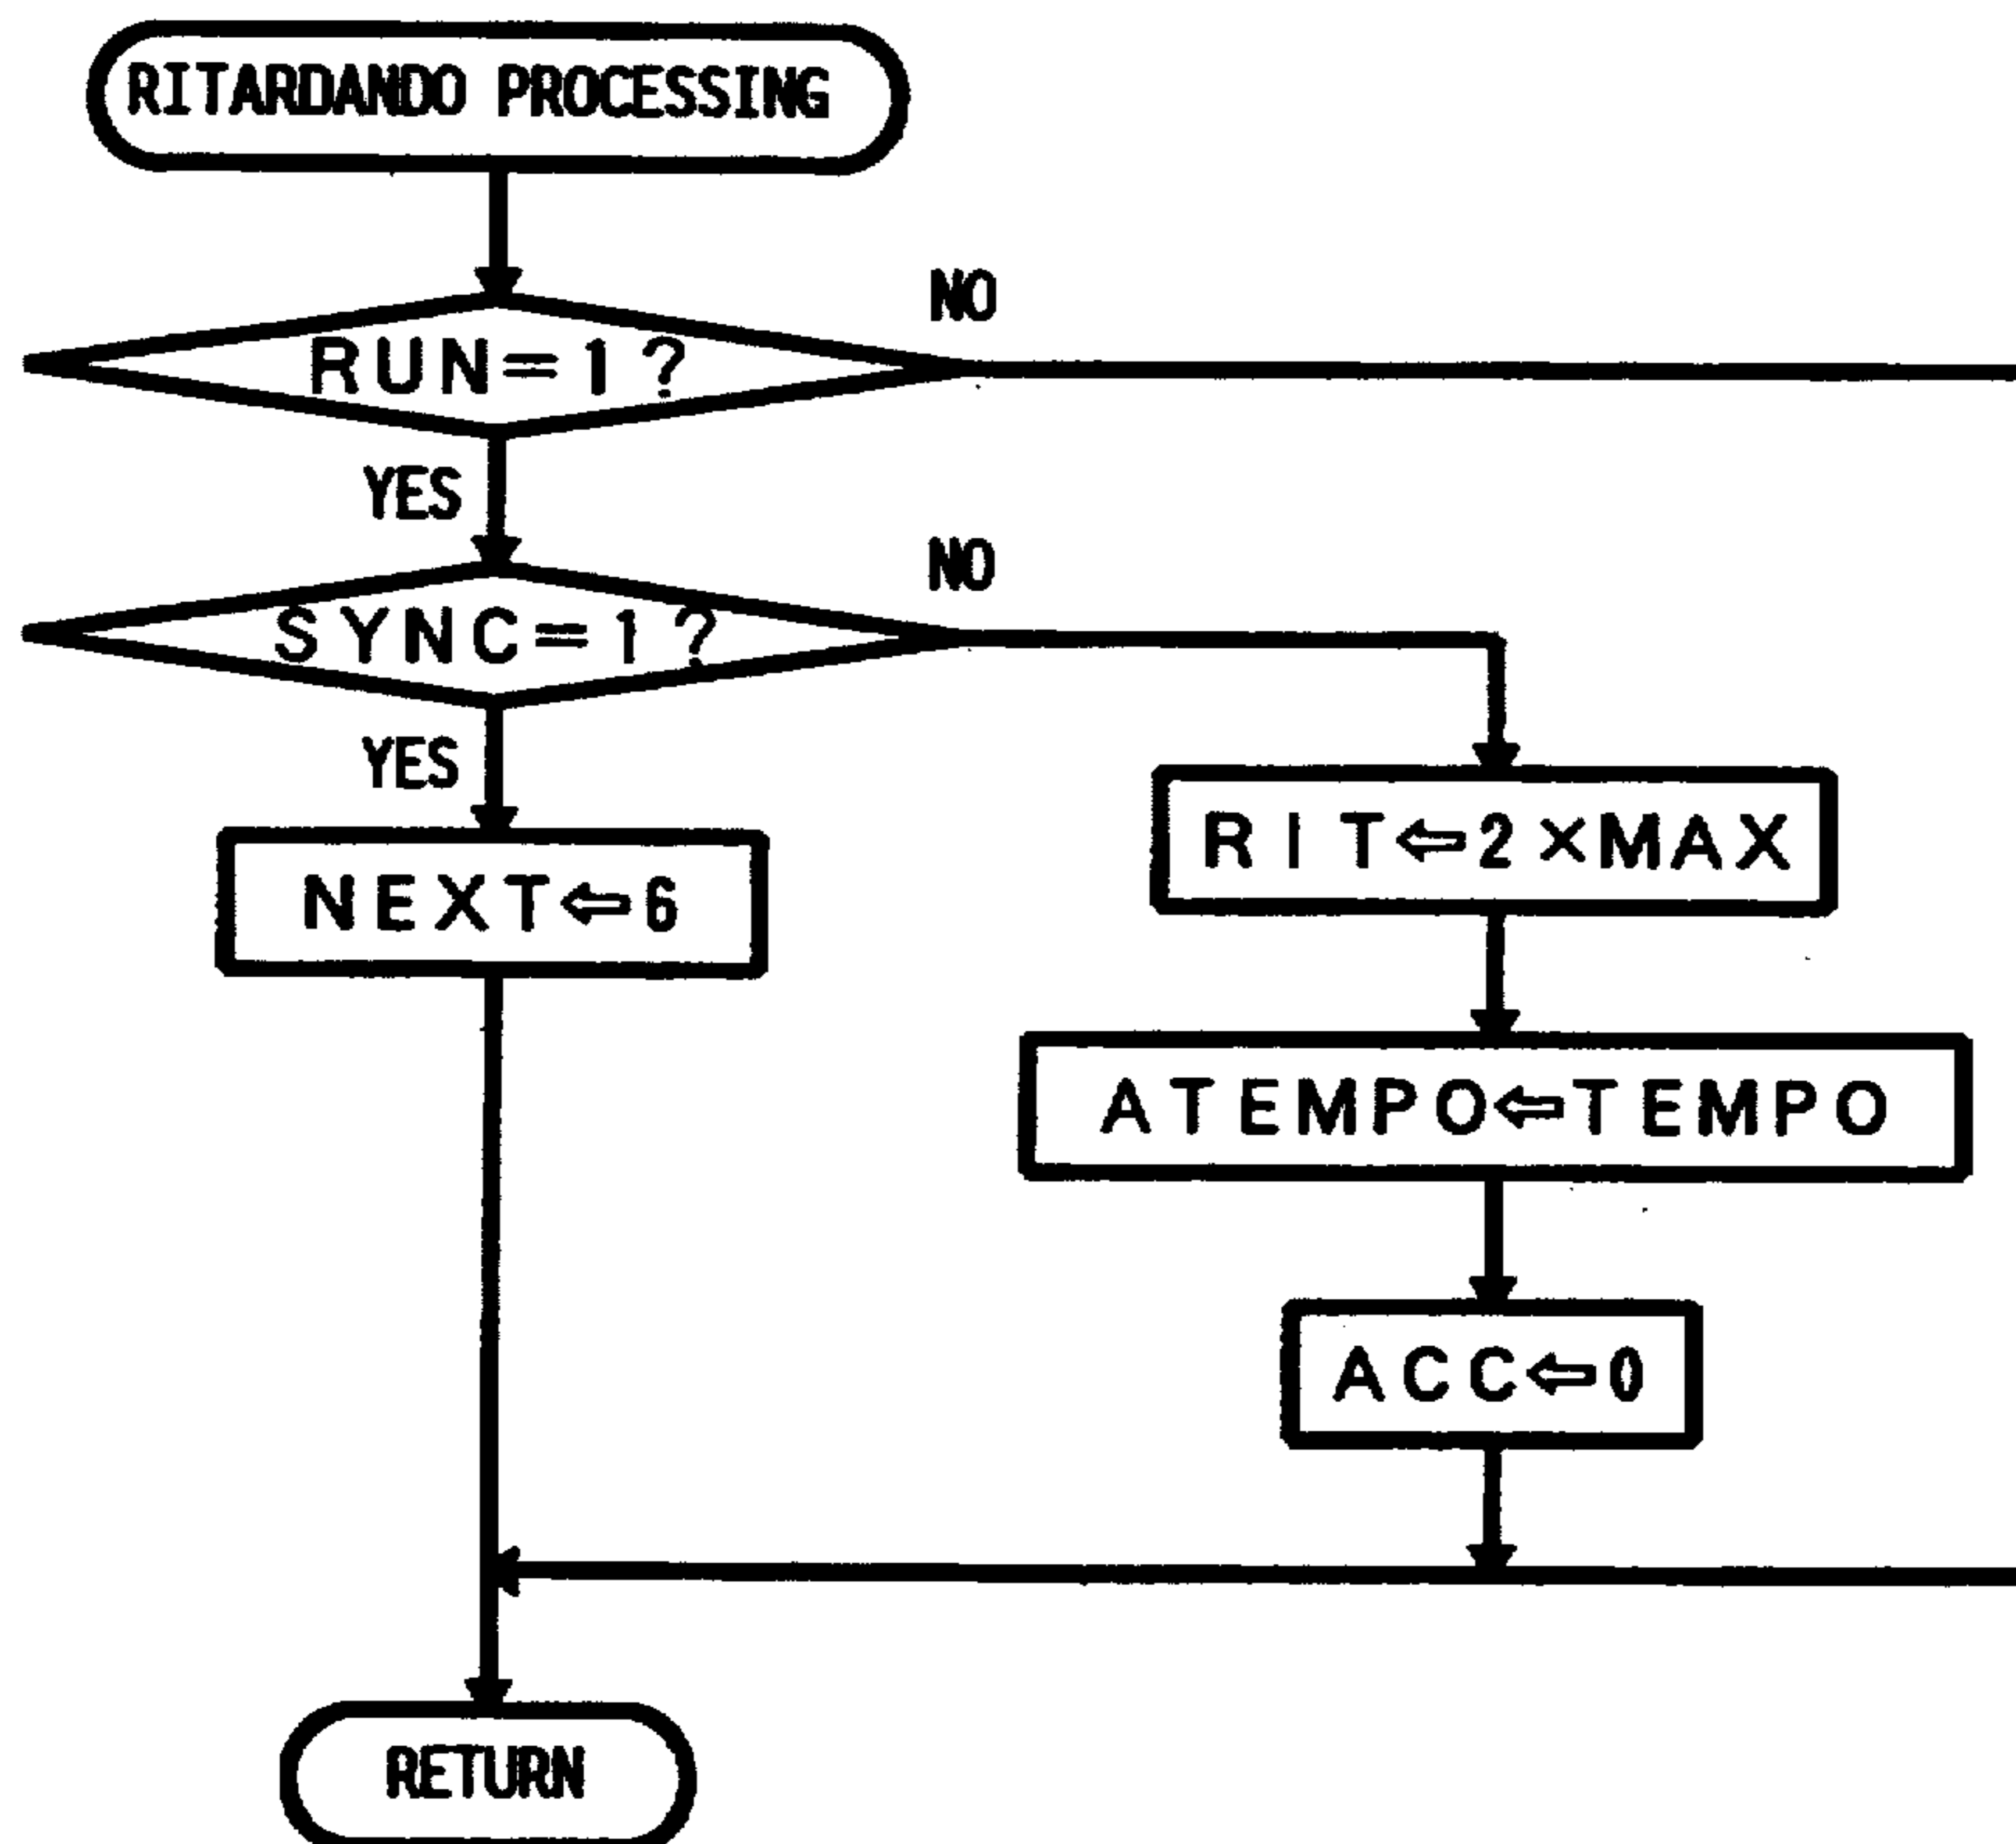 RITARDANDO PROCESSING
NO
RUN=1?
YES
NO
SYNC=1?
YES
RIT⇦2×MAX
NEXT⇦6
ATEMPO⇦TEMPO
ACC⇦0
RETURN